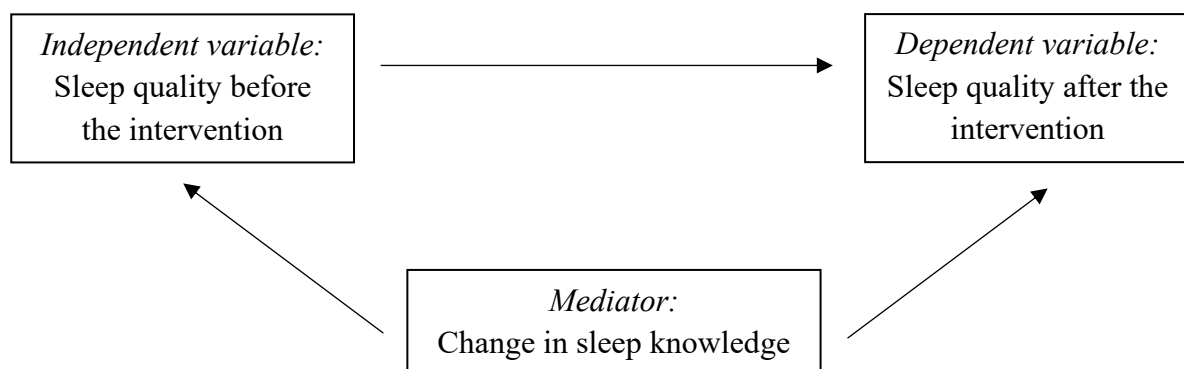 Independent variable:
Sleep quality before
the intervention
Dependent variable:
Sleep quality after the
intervention
Mediator:
Change in sleep knowledge